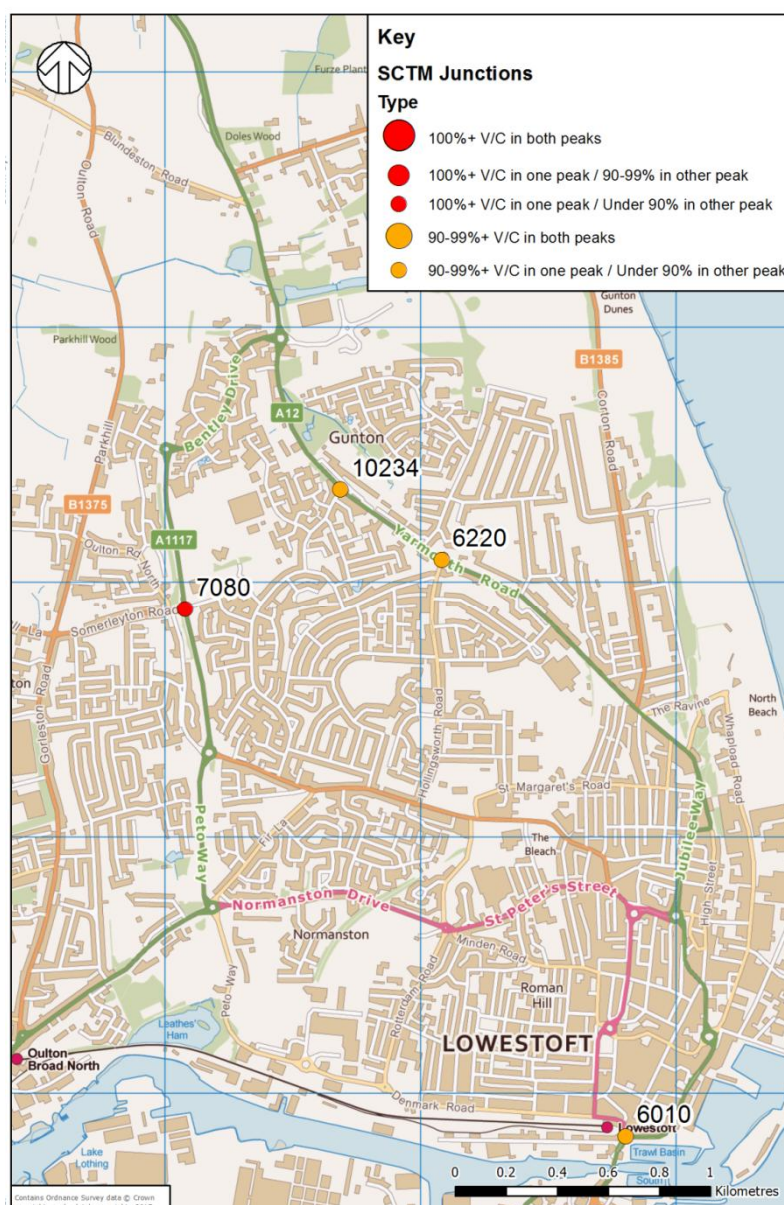 Key
SCTM Junctions
Type
100%+ V/C in both peaks
100%+ V/C in one peak / 90-99% in other peak
100%+ V/C in one peak / Under 90% in other peak
90-99%+ V/C in both peaks
90-99%+ V/C in one peak / Under 90% in other peak
Furze Plant
Doles Wood
Blundeston Road
Oulton Road
Gunton
Dunes
Parkhill Wood
B1385
Bentley Drive
A12
Corton Road
Parkhill
Gunton
10234
B1375
A1117
Oulton Rd North
Yarmouth Road
6220
7080
Somerleyton Road
Gorleston Road
Hollingsworth Road
The Ravine
North
Beach
Whapload Road
Peto Way
Fir La
St Margaret's Road
The
Bleach
Jubilee Way
High Street
Normanston Drive
St Peter's Street
Normanston
Minden Road
Peto Way
Rotterdam Road
Roman
Hill
Leathes'
Ham
LOWESTOFT
Oulton
Broad North
Denmark Road
6010
Lowestoft
Lake
Lothing
Trawl Basin
0 0.2 0.4 0.6 0.8 1
Kilometres
Contains Ordnance Survey data © Crown